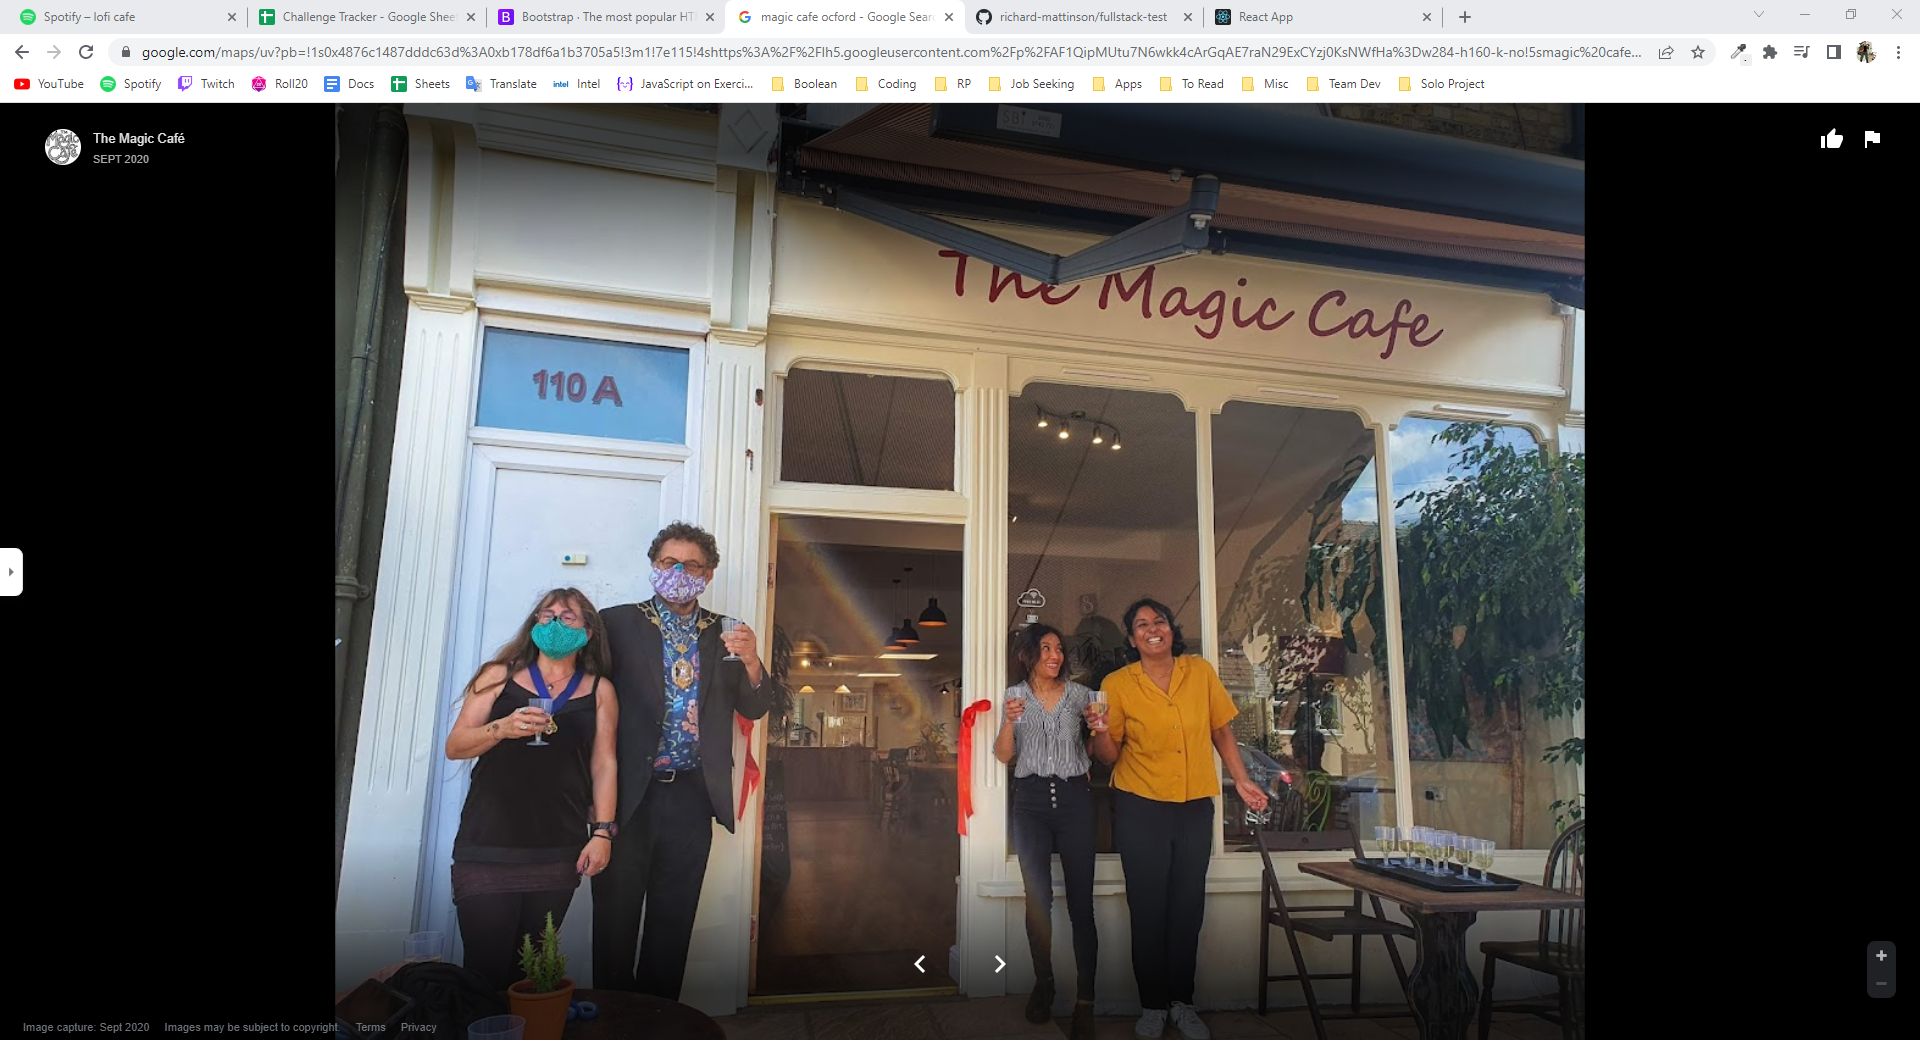 Spotify – lofi cafe
Challenge Tracker - Google Shee
Bootstrap · The most popular HT
magic cafe ocford - Google Sear
richard-mattinson/fullstack-test
React App
google.com/maps/uv?pb=!1s0x4876c1487dddc63d%3A0xb178df6a1b3705a5!3m1!7e115!4shttps%3A%2F%2Flh5.googleusercontent.com%2Fp%2FAF1QipMUtu7N6wkk4cArGqAE7raN29ExCYzj0KsNWfHa%3Dw284-h160-k-no!5smagic%20cafe...
YouTube
Spotify
Twitch
Roll20
Docs
Sheets
Translate
intel
Intel
JavaScript on Exerci...
Boolean
Coding
RP
Job Seeking
Apps
To Read
Misc
Team Dev
Solo Project
The Magic Café
SEPT 2020
SBI
The Magic Cafe
110A
Image capture: Sept 2020
Images may be subject to copyright.
Terms
Privacy